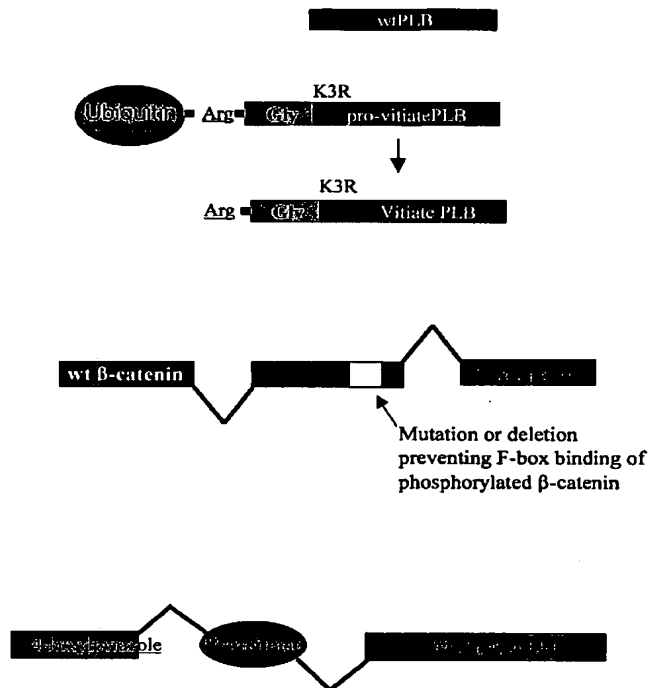 wtPLB
K3R
Ubiquitin Arg Gly pro-vitiatePLB
K3R
Arg Gly Vitiate PLB
wt β-catenin
Mutation or deletion
preventing F-box binding of
phosphorylated β-catenin